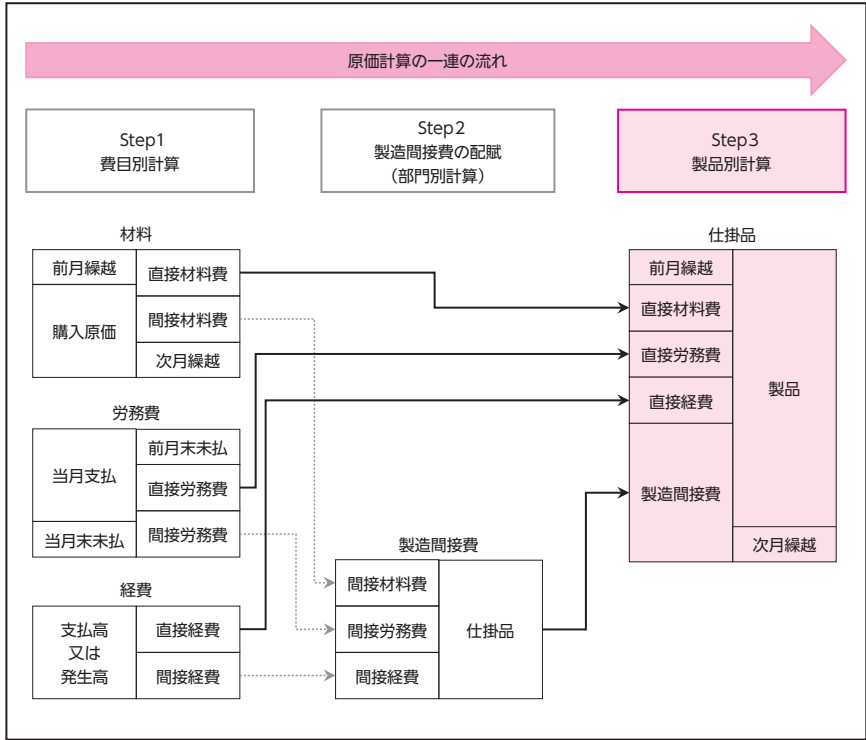 原価計算の一連の流れ
Step1
費目別計算
Step2
製造間接費の配賦
（部門別計算）
Step3
製品別計算
材料
前月繰越
直接材料費
購入原価
間接材料費
次月繰越
労務費
当月支払
前月末未払
直接労務費
当月末未払
間接労務費
経費
支払高
又は
発生高
直接経費
間接経費
製造間接費
間接材料費
間接労務費
間接経費
仕掛品
仕掛品
前月繰越
直接材料費
直接労務費
直接経費
製造間接費
製品
次月繰越